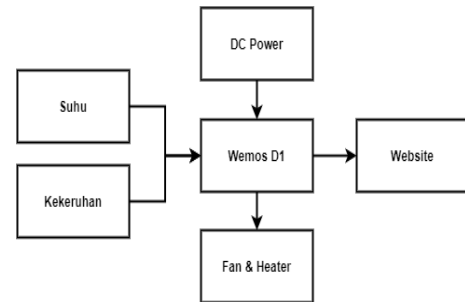 DC Power
Suhu
Wemos D1
Website
Kekeruhan
Fan & Heater